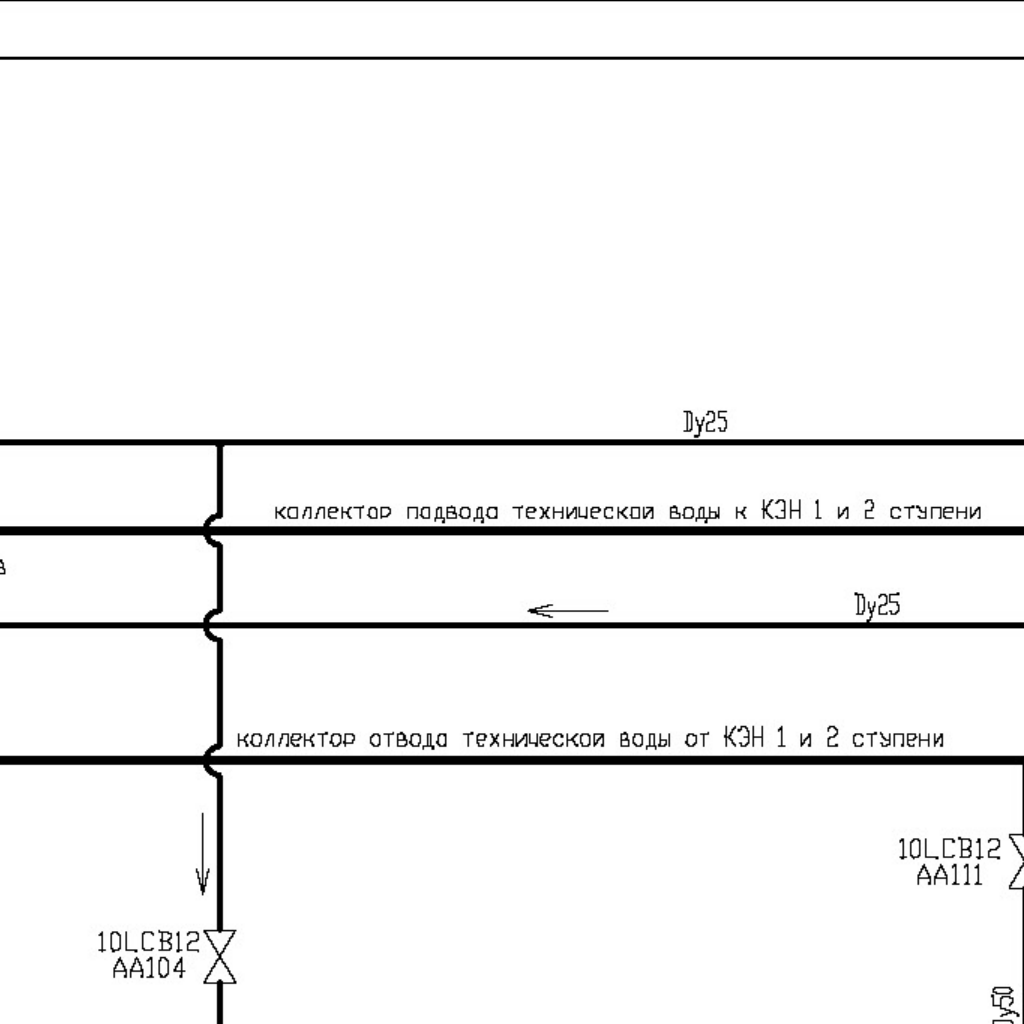 Dy25
коллектор подвода технической воды к КЭН 1 и 2 ступени
в
Dy25
коллектор отвода технической воды от КЭН 1 и 2 ступени
10LCB12
AA111
10LCB12
AA104
Dy50